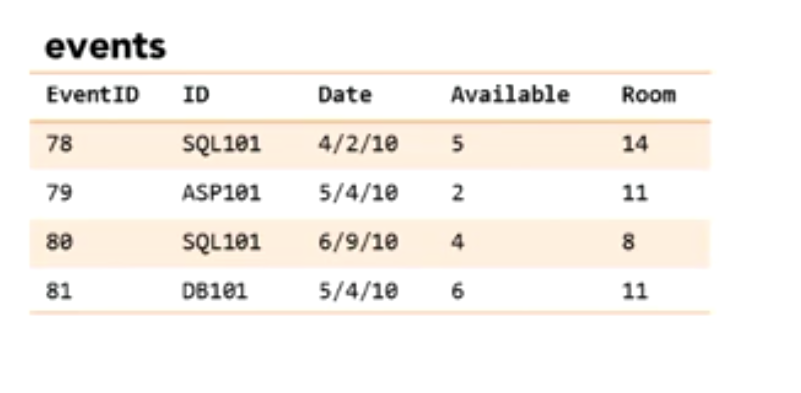 events
EventID ID Date Available Room
78 SQL101 4/2/10 5 14
79 ASP101 5/4/10 2 11
80 SQL101 6/9/10 4 8
81 DB101 5/4/10 6 11